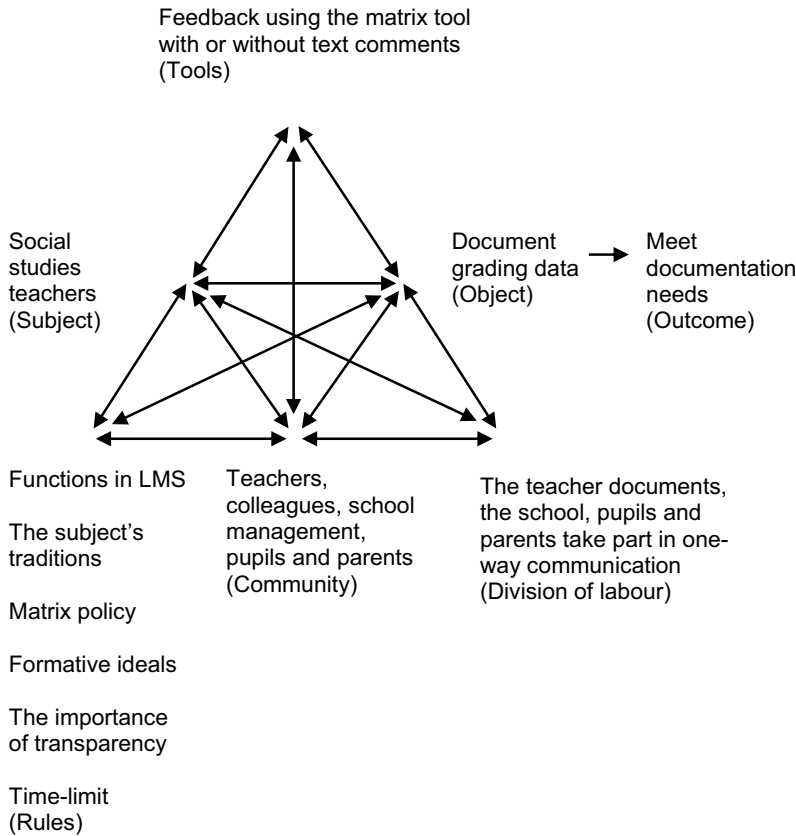 Feedback using the matrix tool
with or without text comments
(Tools)
Social
studies
teachers
(Subject)
Document
grading data
(Object)
Meet
documentation
needs
(Outcome)
Functions in LMS
The subject's
traditions
Matrix policy
Formative ideals
The importance
of transparency
Time-limit
(Rules)
Teachers,
colleagues, school
management,
pupils and parents
(Community)
The teacher documents,
the school, pupils and
parents take part in one-
way communication
(Division of labour)